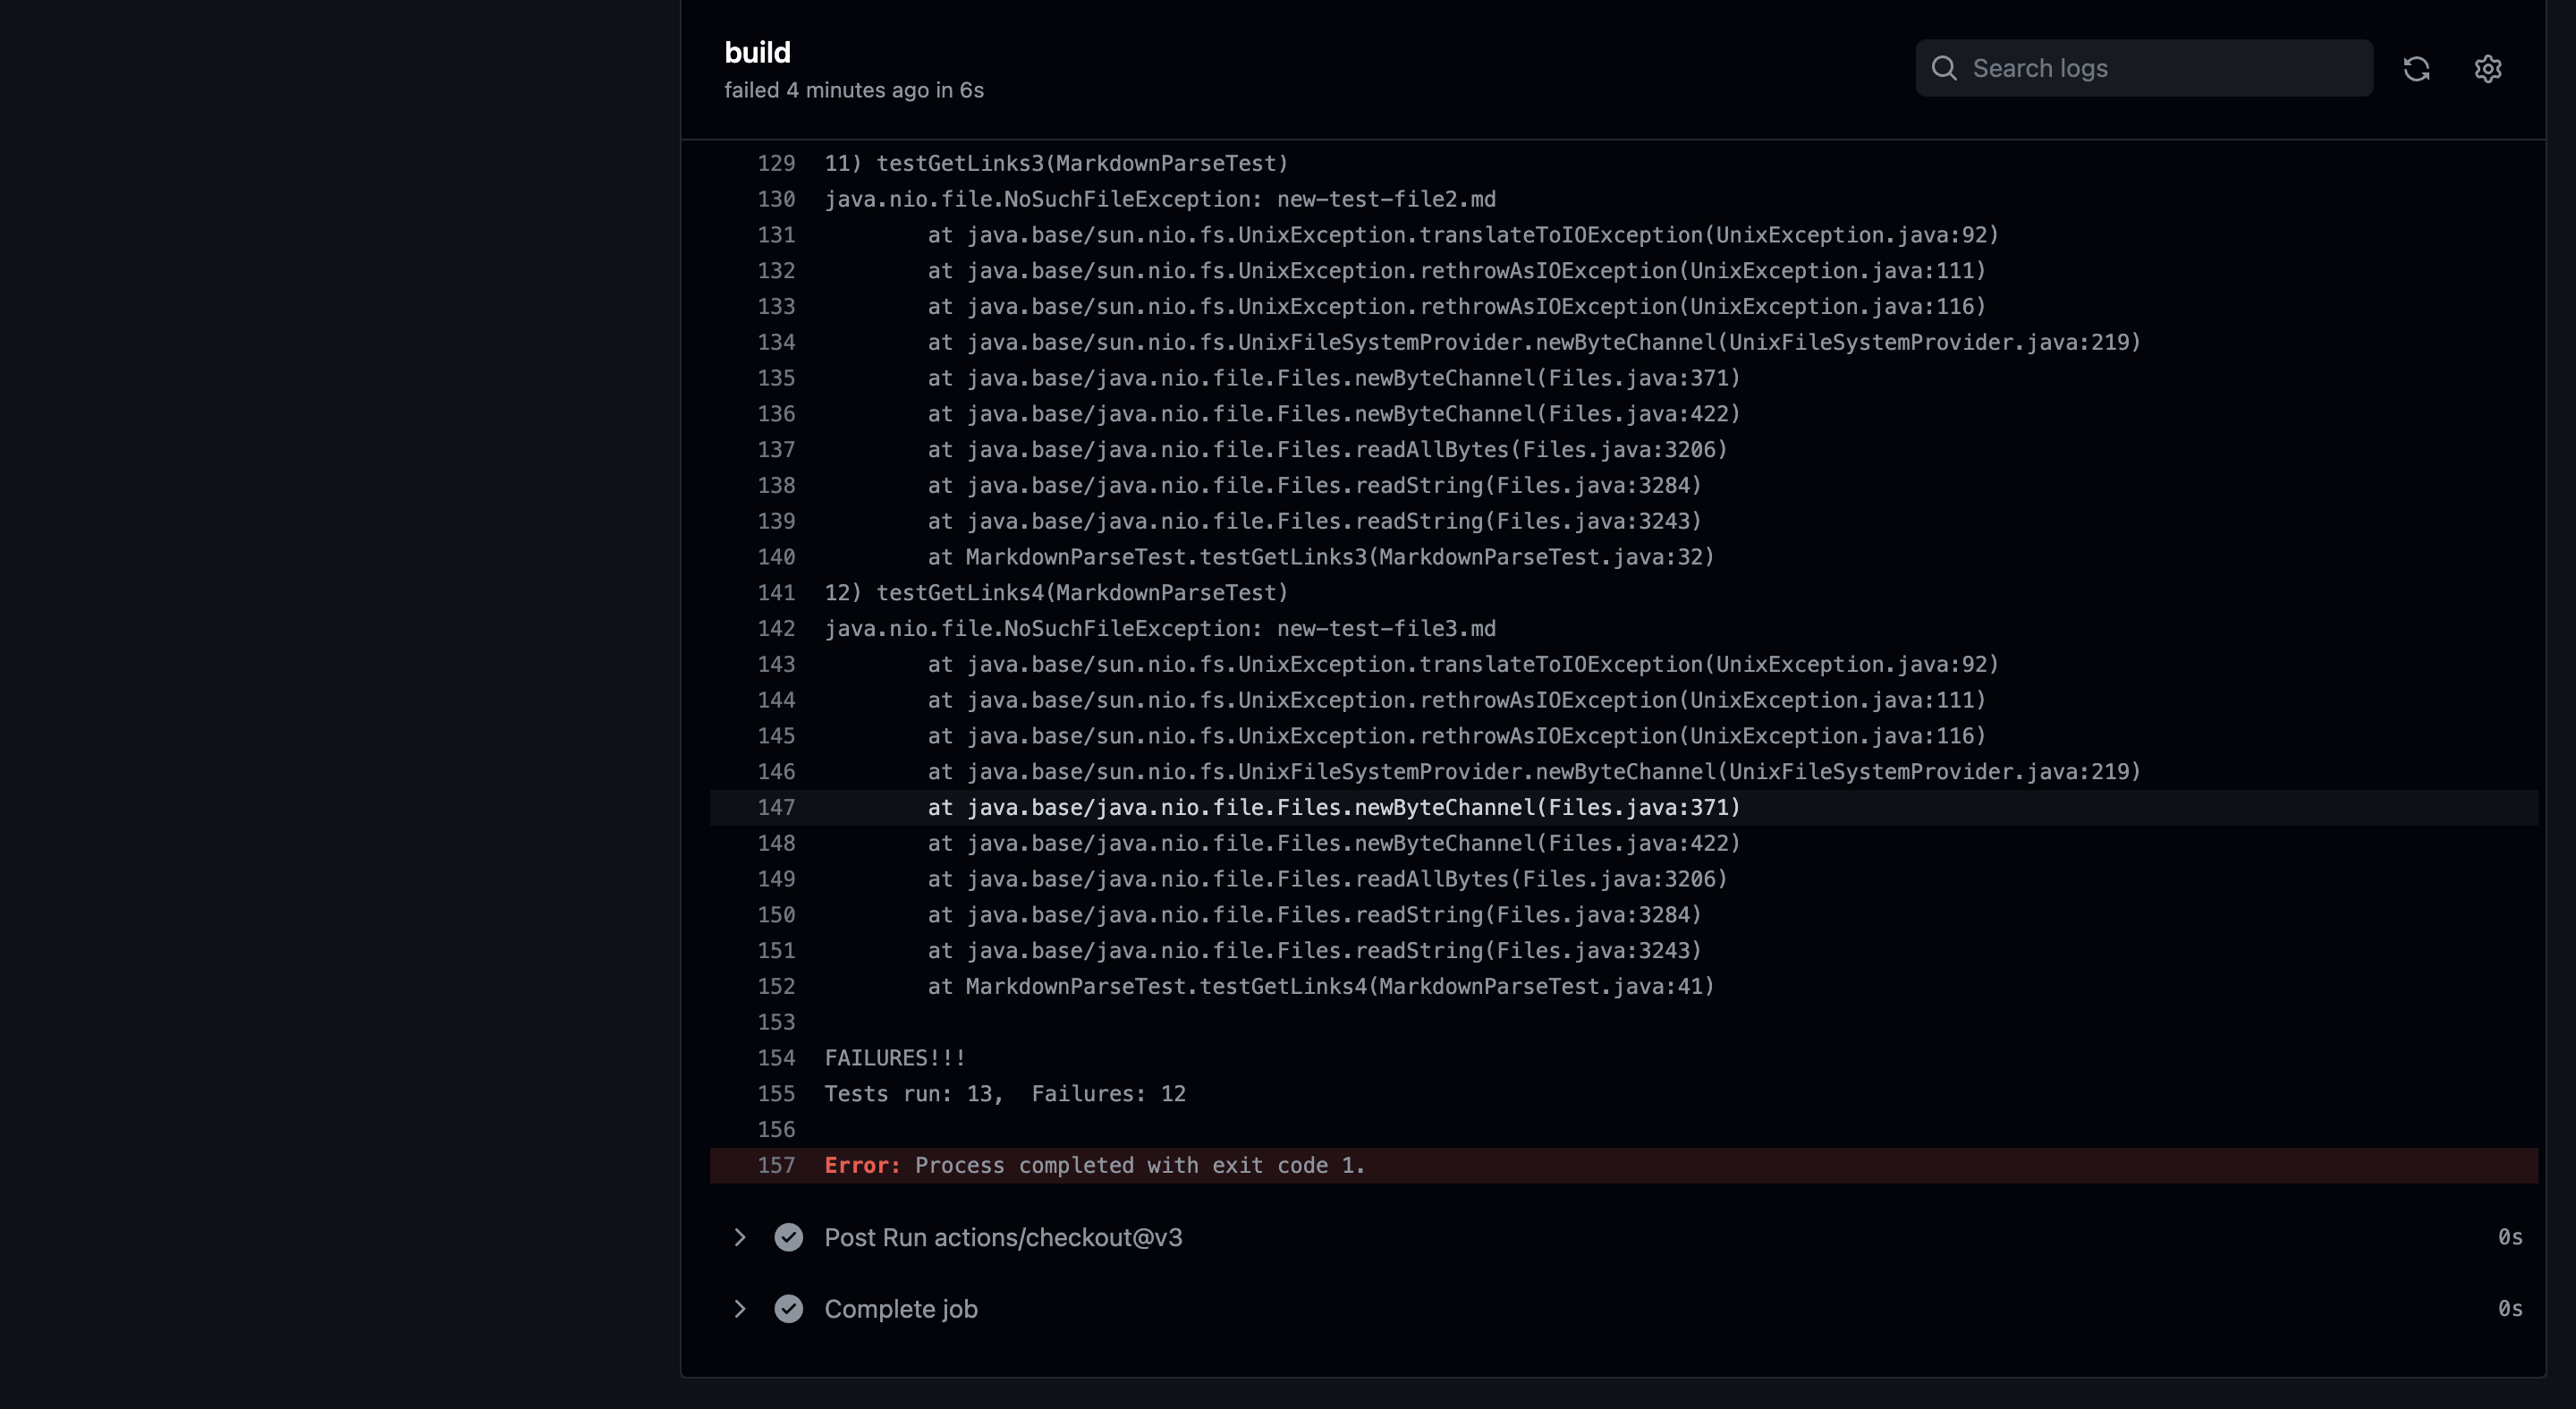 build
failed 4 minutes ago in 6s
Search logs
129 11) testGetLinks3(MarkdownParseTest)
130 java.nio.file.NoSuchFileException: new-test-file2.md
131 at java.base/sun.nio.fs.UnixException.translateToIOException(UnixException.java:92)
132 at java.base/sun.nio.fs.UnixException.rethrowAsIOException(UnixException.java:111)
133 at java.base/sun.nio.fs.UnixException.rethrowAsIOException(UnixException.java:116)
134 at java.base/sun.nio.fs.UnixFileSystemProvider.newByteChannel(UnixFileSystemProvider.java:219)
135 at java.base/java.nio.file.Files.newByteChannel(Files.java:371)
136 at java.base/java.nio.file.Files.newByteChannel(Files.java:422)
137 at java.base/java.nio.file.Files.readAllBytes(Files.java:3206)
138 at java.base/java.nio.file.Files.readString(Files.java:3284)
139 at java.base/java.nio.file.Files.readString(Files.java:3243)
140 at MarkdownParseTest.testGetLinks3(MarkdownParseTest.java:32)
141 12) testGetLinks4(MarkdownParseTest)
142 java.nio.file.NoSuchFileException: new-test-file3.md
143 at java.base/sun.nio.fs.UnixException.translateToIOException(UnixException.java:92)
144 at java.base/sun.nio.fs.UnixException.rethrowAsIOException(UnixException.java:111)
145 at java.base/sun.nio.fs.UnixException.rethrowAsIOException(UnixException.java:116)
146 at java.base/sun.nio.fs.UnixFileSystemProvider.newByteChannel(UnixFileSystemProvider.java:219)
147 at java.base/java.nio.file.Files.newByteChannel(Files.java:371)
148 at java.base/java.nio.file.Files.newByteChannel(Files.java:422)
149 at java.base/java.nio.file.Files.readAllBytes(Files.java:3206)
150 at java.base/java.nio.file.Files.readString(Files.java:3284)
151 at java.base/java.nio.file.Files.readString(Files.java:3243)
152 at MarkdownParseTest.testGetLinks4(MarkdownParseTest.java:41)
153
154 FAILURES!!!
155 Tests run: 13,  Failures: 12
156
157 Error: Process completed with exit code 1.
Post Run actions/checkout@v3 0s
Complete job 0s